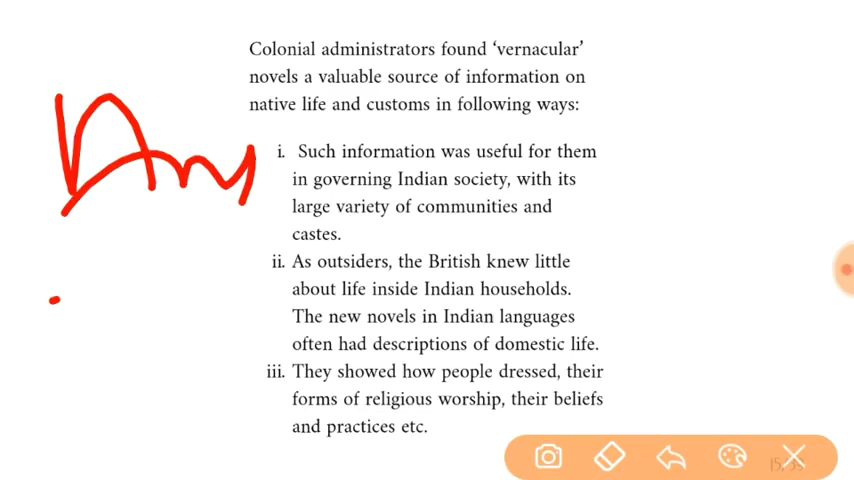 Colonial administrators found ‘vernacular’
novels a valuable source of information on
native life and customs in following ways:
Ans
i. Such information was useful for them
in governing Indian society, with its
large variety of communities and
castes.
ii. As outsiders, the British knew little
about life inside Indian households.
The new novels in Indian languages
often had descriptions of domestic life.
iii. They showed how people dressed, their
forms of religious worship, their beliefs
and practices etc.